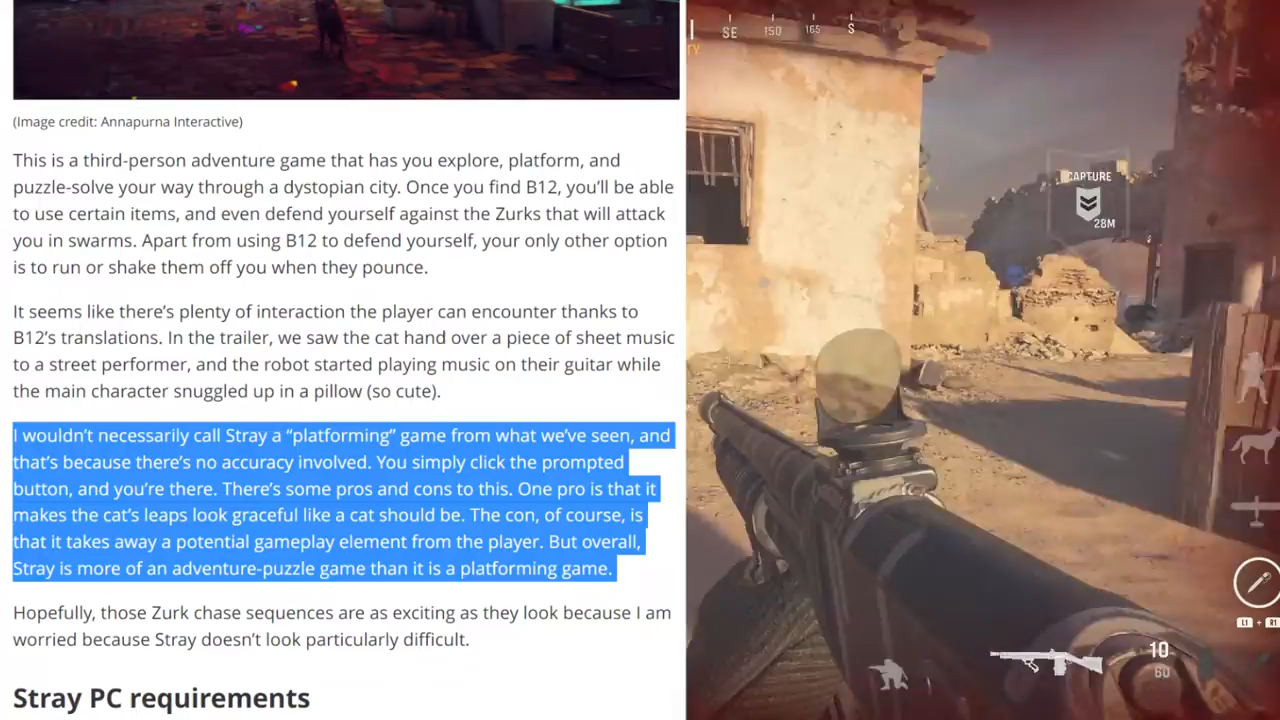 (Image credit: Annapurna Interactive)
This is a third-person adventure game that has you explore, platform, and
puzzle-solve your way through a dystopian city. Once you find B12, you’ll be able
to use certain items, and even defend yourself against the Zurks that will attack
you in swarms. Apart from using B12 to defend yourself, your only other option
is to run or shake them off you when they pounce.
It seems like there’s plenty of interaction the player can encounter thanks to
B12’s translations. In the trailer, we saw the cat hand over a piece of sheet music
to a street performer, and the robot started playing music on their guitar while
the main character snuggled up in a pillow (so cute).
I wouldn’t necessarily call Stray a “platforming” game from what we’ve seen, and
that’s because there’s no accuracy involved. You simply click the prompted
button, and you’re there. There’s some pros and cons to this. One pro is that it
makes the cat’s leaps look graceful like a cat should be. The con, of course, is
that it takes away a potential gameplay element from the player. But overall,
Stray is more of an adventure-puzzle game than it is a platforming game.
Hopefully, those Zurk chase sequences are as exciting as they look because I am
worried because Stray doesn’t look particularly difficult.
Stray PC requirements
SE 150 165 S
TY
CAPTURE
28M
L1 + R1
10
60